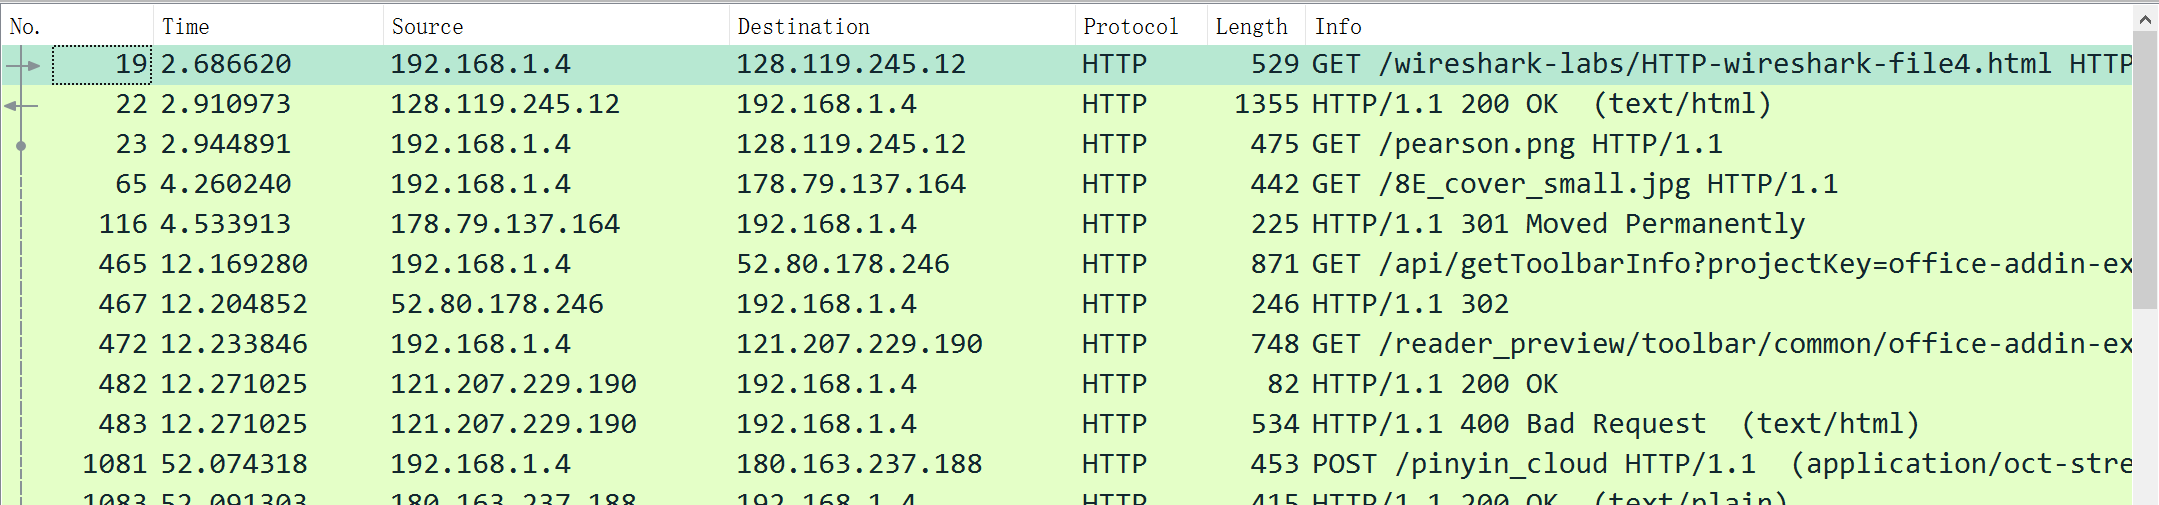 No. Time Source Destination Protocol Length Info
19 2.686620 192.168.1.4 128.119.245.12 HTTP 529 GET /wireshark-labs/HTTP-wireshark-file4.html HTTP
22 2.910973 128.119.245.12 192.168.1.4 HTTP 1355 HTTP/1.1 200 OK (text/html)
23 2.944891 192.168.1.4 128.119.245.12 HTTP 475 GET /pearson.png HTTP/1.1
65 4.260240 192.168.1.4 178.79.137.164 HTTP 442 GET /8E_cover_small.jpg HTTP/1.1
116 4.533913 178.79.137.164 192.168.1.4 HTTP 225 HTTP/1.1 301 Moved Permanently
465 12.169280 192.168.1.4 52.80.178.246 HTTP 871 GET /api/getToolbarInfo?projectKey=office-addin-ex
467 12.204852 52.80.178.246 192.168.1.4 HTTP 246 HTTP/1.1 302
472 12.233846 192.168.1.4 121.207.229.190 HTTP 748 GET /reader_preview/toolbar/common/office-addin-ex
482 12.271025 121.207.229.190 192.168.1.4 HTTP 82 HTTP/1.1 200 OK
483 12.271025 121.207.229.190 192.168.1.4 HTTP 534 HTTP/1.1 400 Bad Request (text/html)
1081 52.074318 192.168.1.4 180.163.237.188 HTTP 453 POST /pinyin_cloud HTTP/1.1 (application/oct-stre
1083 52.091303 180.163.237.188 192.168.1.4 HTTP 415 HTTP/1.1 200 OK (text/plain)